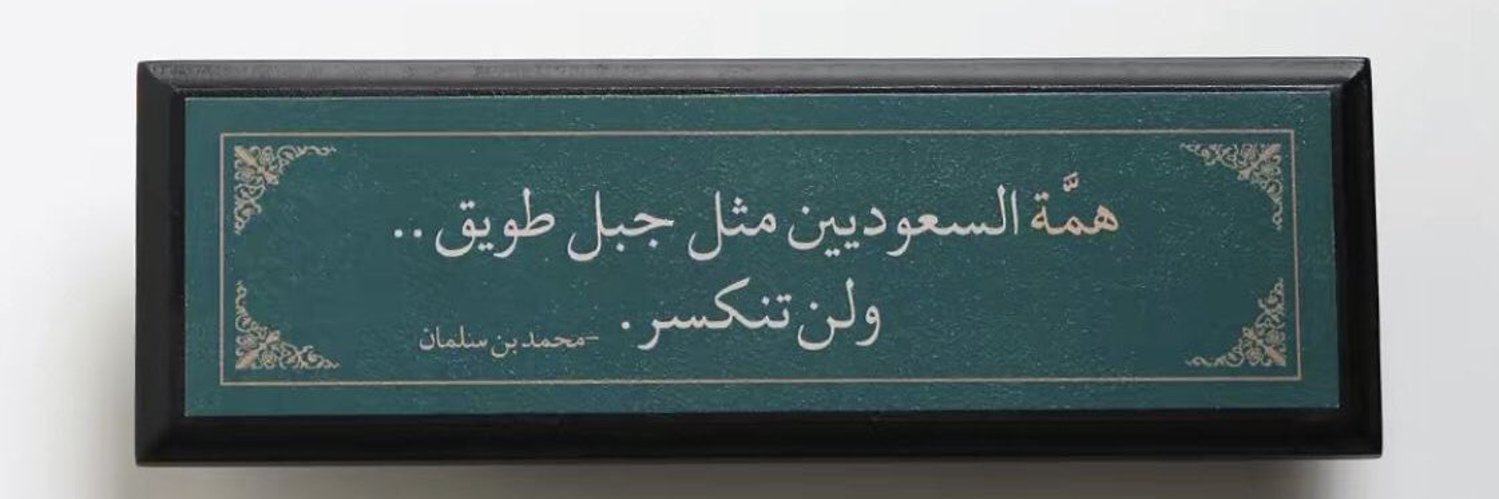 همَّة السعوديين مثل جبل طويق..
ولن تنكسر.
-محمد بن سلمان